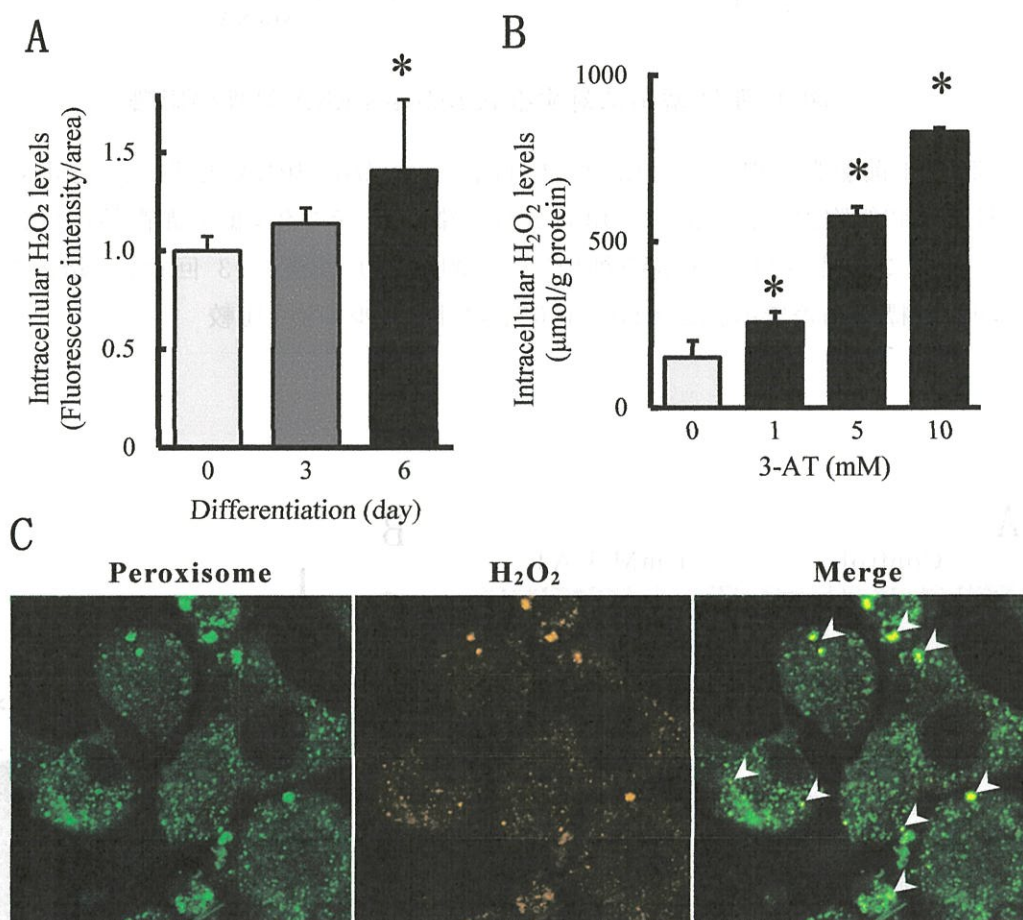 A
Intracellular H₂O₂ levels
(Fluorescence intensity/area)
1.5
1.0
0.5
0
*
0 3 6
Differentiation (day)
B
Intracellular H₂O₂ levels
(μmol/g protein)
1000
500
0
* * *
0 1 5 10
3-AT (mM)
C
Peroxisome H₂O₂ Merge